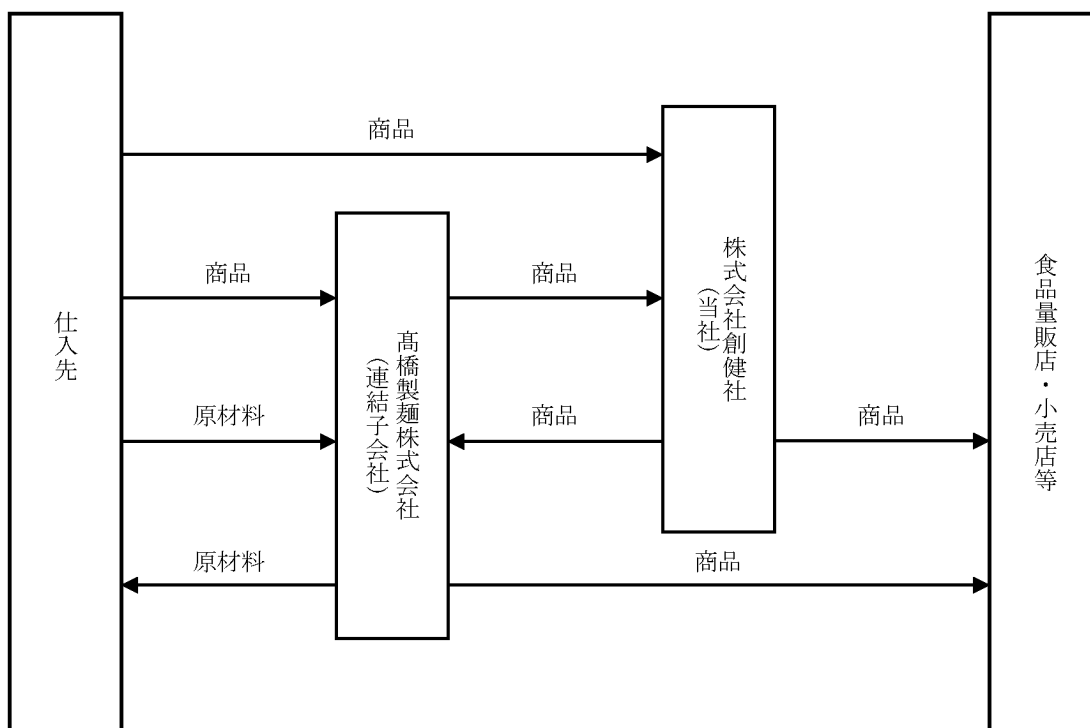 仕入先
商品
商品
原材料
原材料
髙橋製麺株式会社
(連結子会社)
商品
商品
株式会社創健社
(当社)
商品
商品
食品量販店・小売店等